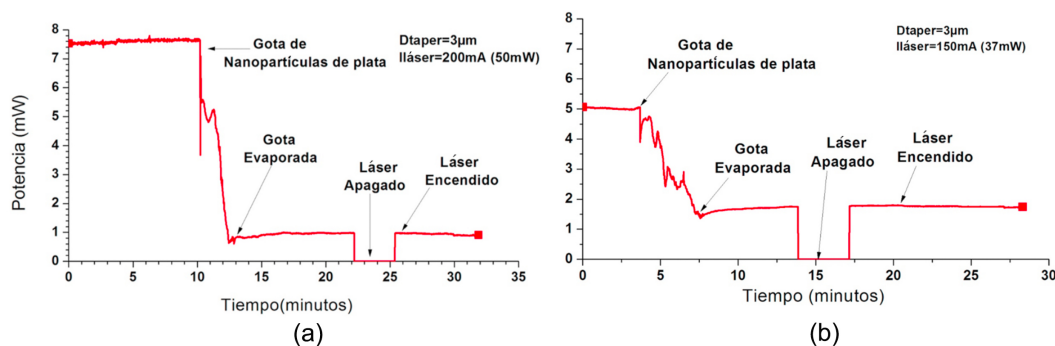 (a)
8
7
6
5
4
3
2
1
0
Potencia (mW)
Dtaper=3μm
Iláser=200mA (50mW)
Gota de
Nanopartículas de plata
Gota
Evaporada
Láser
Apagado
Láser
Encendido
0 5 10 15 20 25 30 35
Tiempo(minutos)
(a)
(b)
8
7
6
5
4
3
2
1
0
Dtaper=3μm
Iláser=150mA (37mW)
Gota de
Nanopartículas de plata
Gota
Evaporada
Láser
Apagado
Láser
Encendido
0 5 10 15 20 25 30
Tiempo (minutos)
(b)